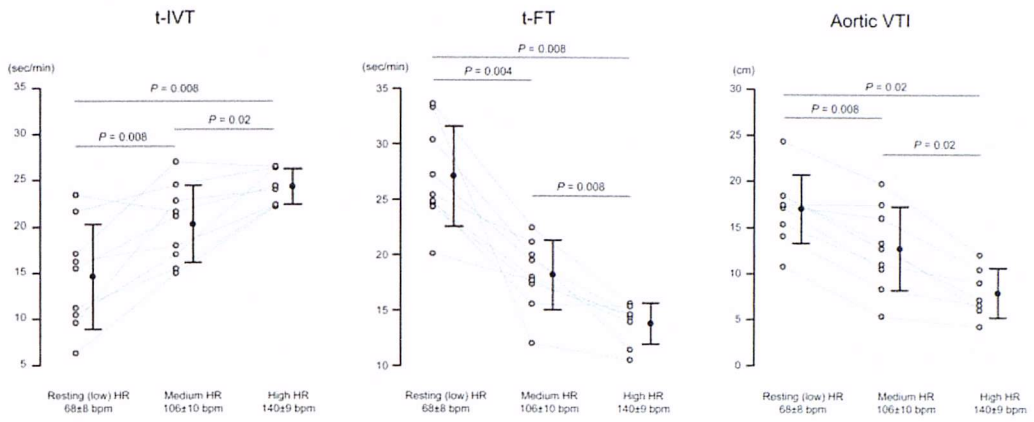 t-IVT
(sec/min)
35
30
25
20
15
10
5
P = 0.008
P = 0.02
P = 0.008
Resting (low) HR
68±8 bpm
Medium HR
106±10 bpm
High HR
140±9 bpm
t-FT
(sec/min)
35
30
25
20
15
10
P = 0.008
P = 0.004
P = 0.008
Resting (low) HR
68±8 bpm
Medium HR
106±10 bpm
High HR
140±9 bpm
Aortic VTI
(cm)
30
25
20
15
10
5
0
P = 0.02
P = 0.008
P = 0.02
Resting (low) HR
68±8 bpm
Medium HR
106±10 bpm
High HR
140±9 bpm